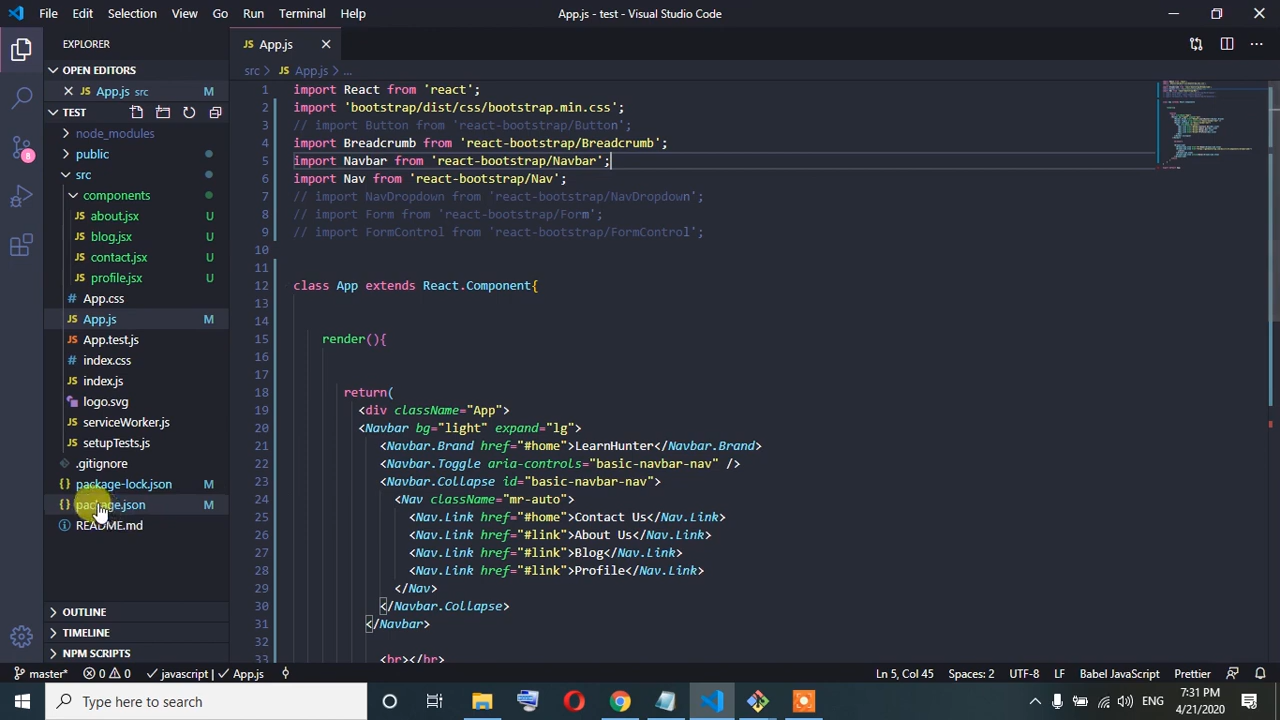 File Edit Selection View Go Run Terminal Help
App.js - test - Visual Studio Code
EXPLORER
JS App.js
OPEN EDITORS
JS App.js src M
TEST
node_modules
public
src
components
JS about.jsx U
JS blog.jsx U
JS contact.jsx U
JS profile.jsx U
# App.css
JS App.js M
JS App.test.js
# index.css
JS index.js
logo.svg
JS serviceWorker.js
JS setupTests.js
.gitignore
{ } package-lock.json M
{ } package.json M
README.md
OUTLINE
TIMELINE
NPM SCRIPTS
src > JS App.js > ...
1 import React from 'react';
2 import 'bootstrap/dist/css/bootstrap.min.css';
3 // import Button from 'react-bootstrap/Button';
4 import Breadcrumb from 'react-bootstrap/Breadcrumb';
5 import Navbar from 'react-bootstrap/Navbar';
6 import Nav from 'react-bootstrap/Nav';
7 // import NavDropdown from 'react-bootstrap/NavDropdown';
8 // import Form from 'react-bootstrap/Form';
9 // import FormControl from 'react-bootstrap/FormControl';
10
11
12 class App extends React.Component{
13
14
15 render(){
16
17
18 return(
19 <div className="App">
20 <Navbar bg="light" expand="lg">
21 <Navbar.Brand href="#home">LearnHunter</Navbar.Brand>
22 <Navbar.Toggle aria-controls="basic-navbar-nav" />
23 <Navbar.Collapse id="basic-navbar-nav">
24 <Nav className="mr-auto">
25 <Nav.Link href="#home">Contact Us</Nav.Link>
26 <Nav.Link href="#link">About Us</Nav.Link>
27 <Nav.Link href="#link">Blog</Nav.Link>
28 <Nav.Link href="#link">Profile</Nav.Link>
29 </Nav>
30 </Navbar.Collapse>
31 </Navbar>
32
33 <br></br>
8
master* 0 0 javascript | App.js
Ln 5, Col 45 Spaces: 2 UTF-8 LF Babel JavaScript Prettier
Type here to search
ENG
7:31 PM
4/21/2020